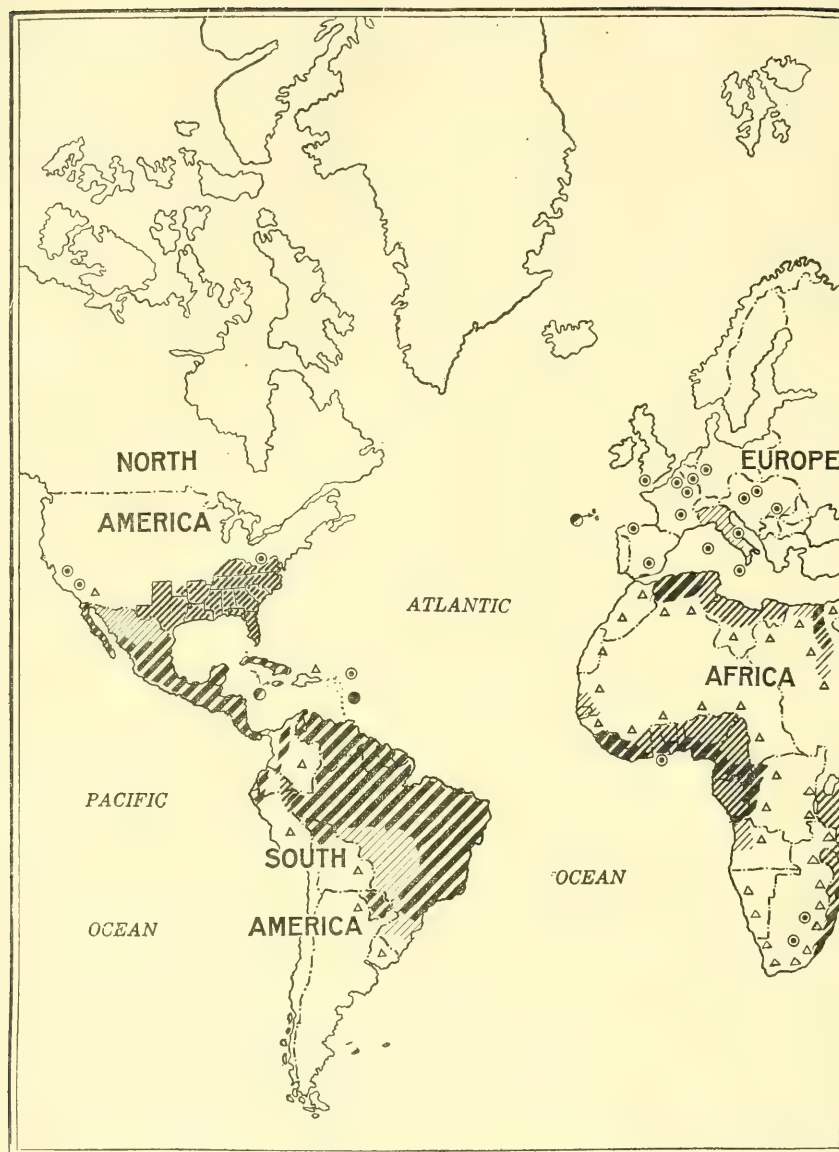 NORTH
AMERICA
EUROPE
ATLANTIC
AFRICA
PACIFIC
SOUTH
OCEAN
OCEAN
AMERICA